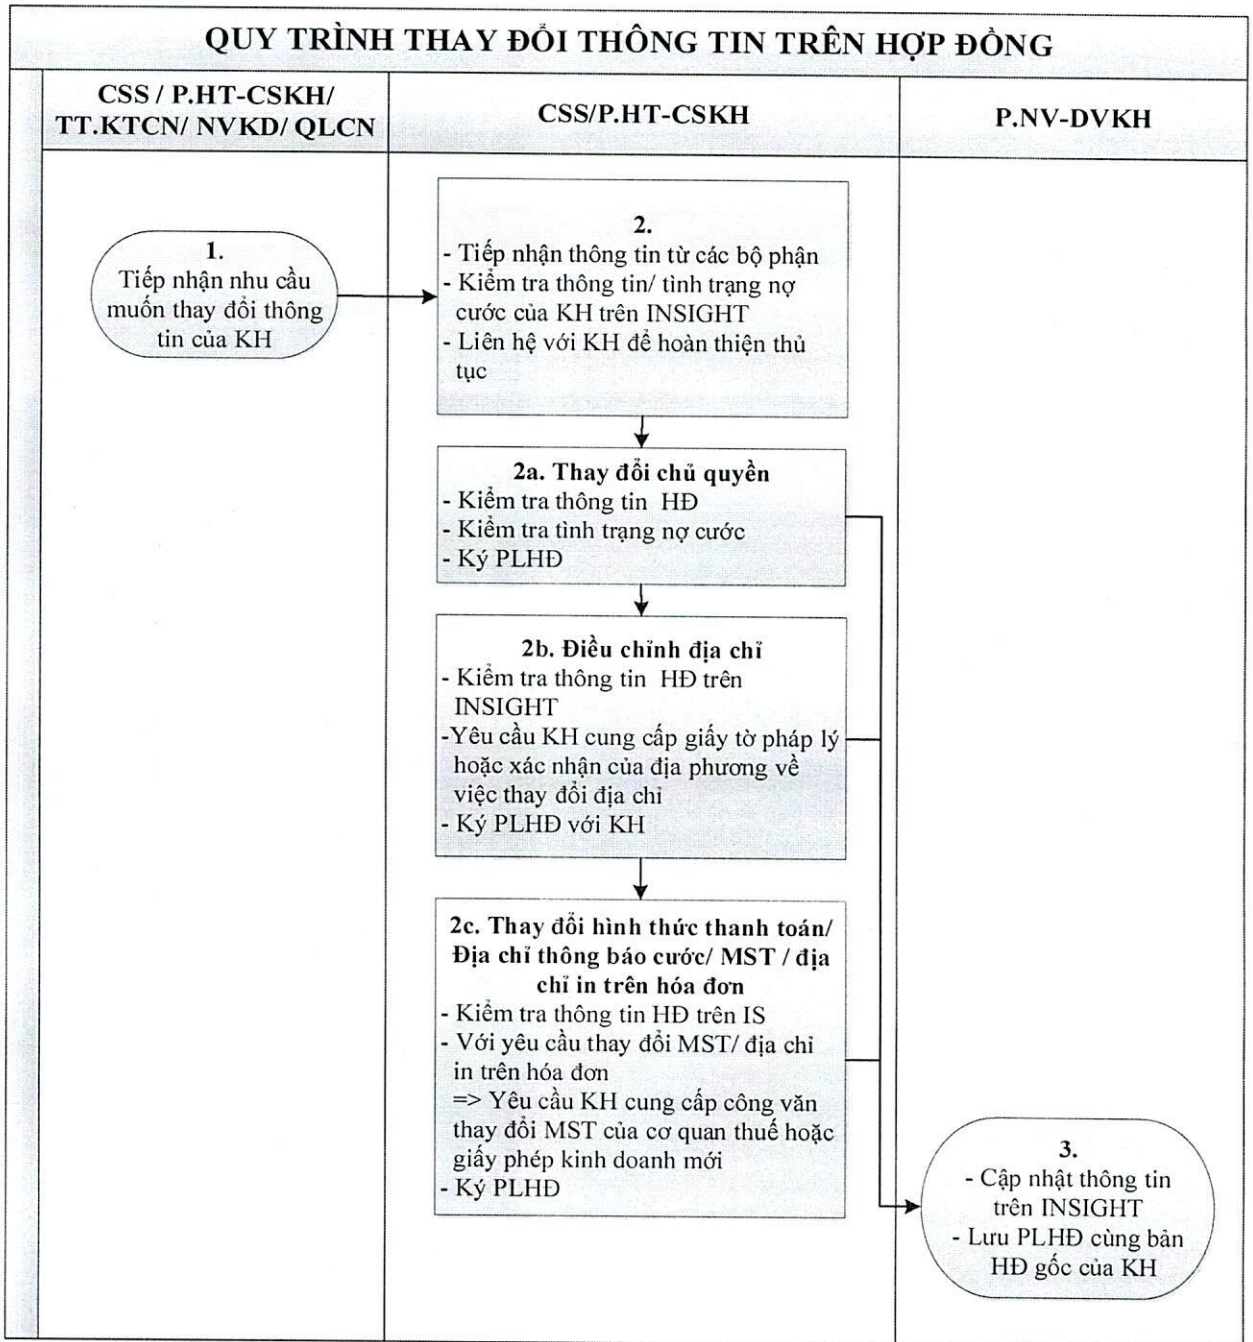 QUY TRÌNH THAY ĐỔI THÔNG TIN TRÊN HỢP ĐỒNG
CSS / P.HT-CSKH/
TT.KTCN/ NVKD/ QLCN
CSS/P.HT-CSKH
P.NV-DVKH
1.
Tiếp nhận nhu cầu
muốn thay đổi thông
tin của KH
2.
- Tiếp nhận thông tin từ các bộ phận
- Kiểm tra thông tin/ tình trạng nợ
cước của KH trên INSIGHT
- Liên hệ với KH để hoàn thiện thủ
tục
2a. Thay đổi chủ quyền
- Kiểm tra thông tin HĐ
- Kiểm tra tình trạng nợ cước
- Ký PLHĐ
2b. Điều chỉnh địa chỉ
- Kiểm tra thông tin HĐ trên
INSIGHT
-Yêu cầu KH cung cấp giấy tờ pháp lý
hoặc xác nhận của địa phương về
việc thay đổi địa chỉ
- Ký PLHĐ với KH
2c. Thay đổi hình thức thanh toán/
Địa chỉ thông báo cước/ MST / địa
chỉ in trên hóa đơn
- Kiểm tra thông tin HĐ trên IS
- Với yêu cầu thay đổi MST/ địa chỉ
in trên hóa đơn
=> Yêu cầu KH cung cấp công văn
thay đổi MST của cơ quan thuế hoặc
giấy phép kinh doanh mới
- Ký PLHĐ
3.
- Cập nhật thông tin
trên INSIGHT
- Lưu PLHĐ cùng bản
HĐ gốc của KH